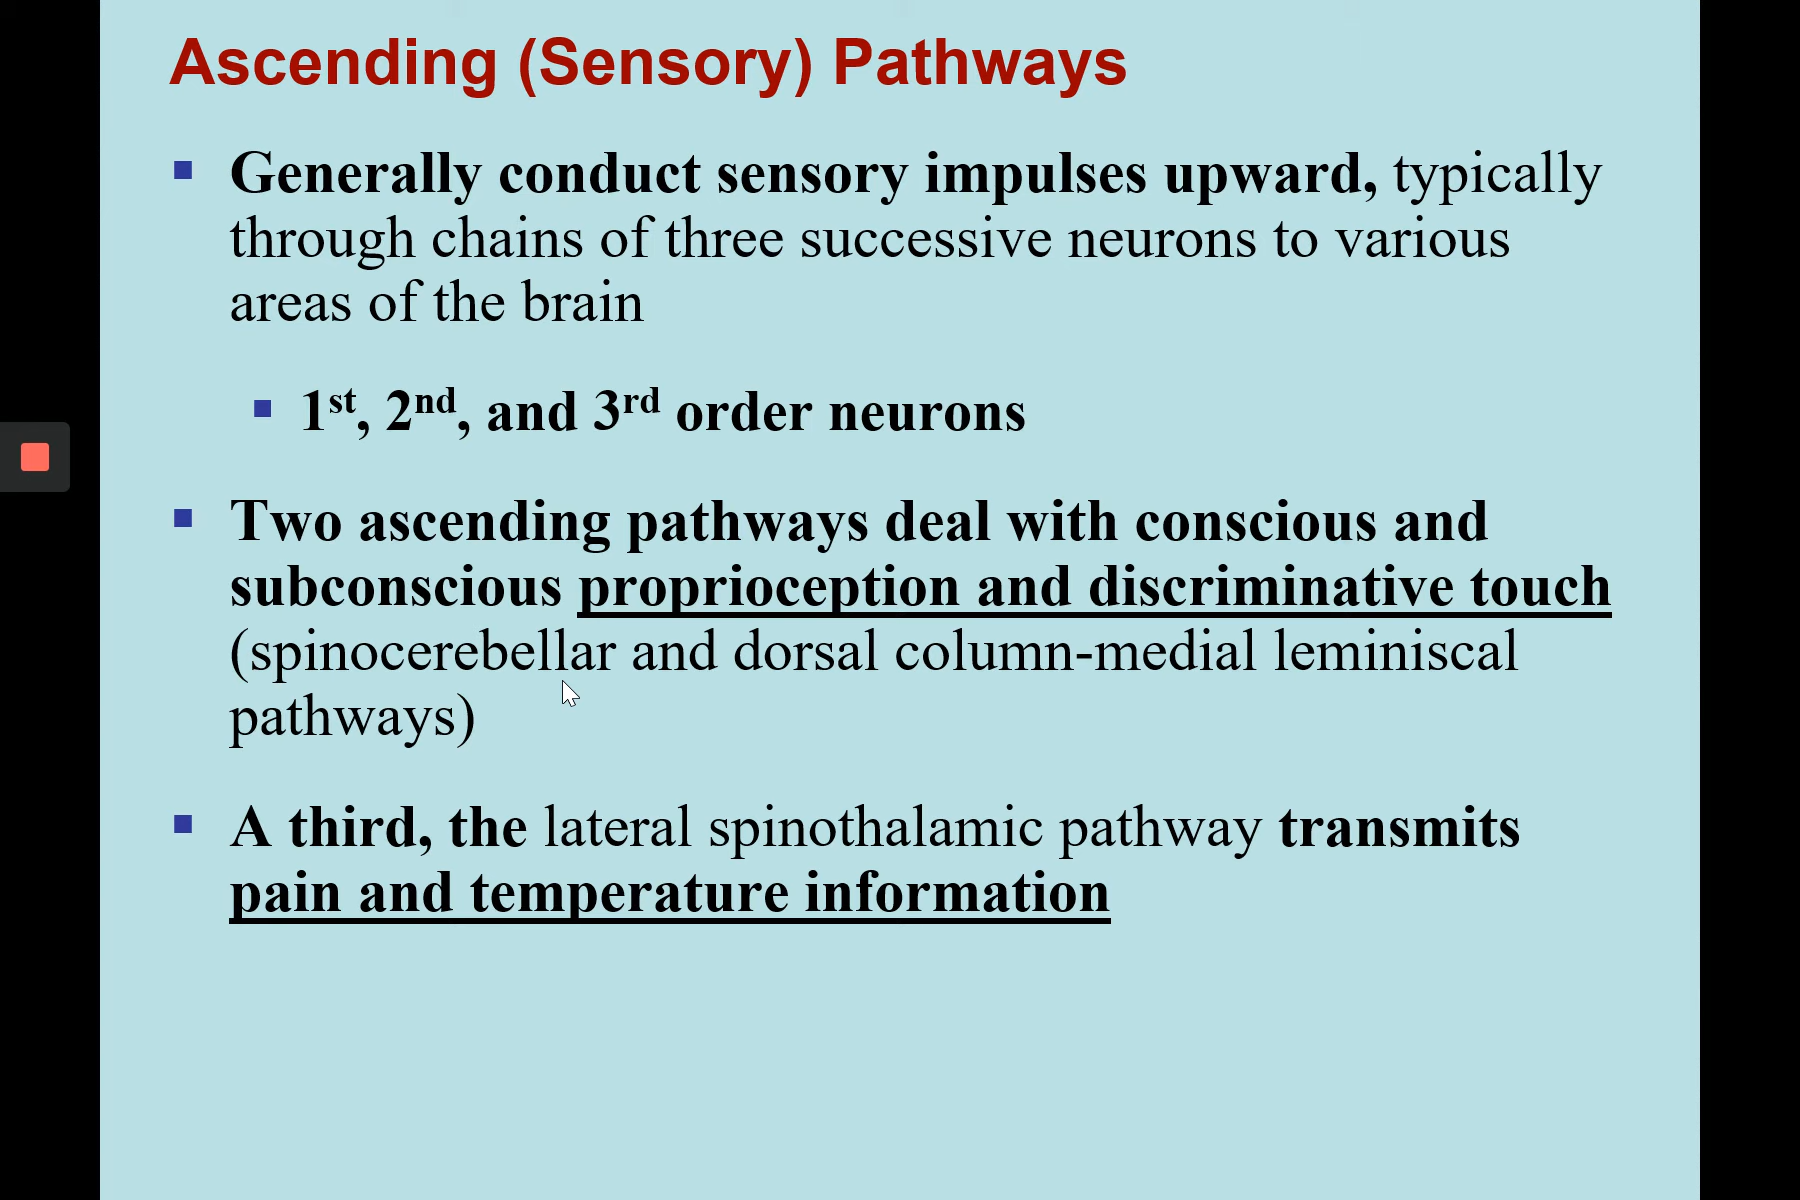 Ascending (Sensory) Pathways
Generally conduct sensory impulses upward, typically
through chains of three successive neurons to various
areas of the brain
1st, 2nd, and 3rd order neurons
Two ascending pathways deal with conscious and
subconscious proprioception and discriminative touch
(spinocerebellar and dorsal column-medial leminiscal
pathways)
A third, the lateral spinothalamic pathway transmits
pain and temperature information